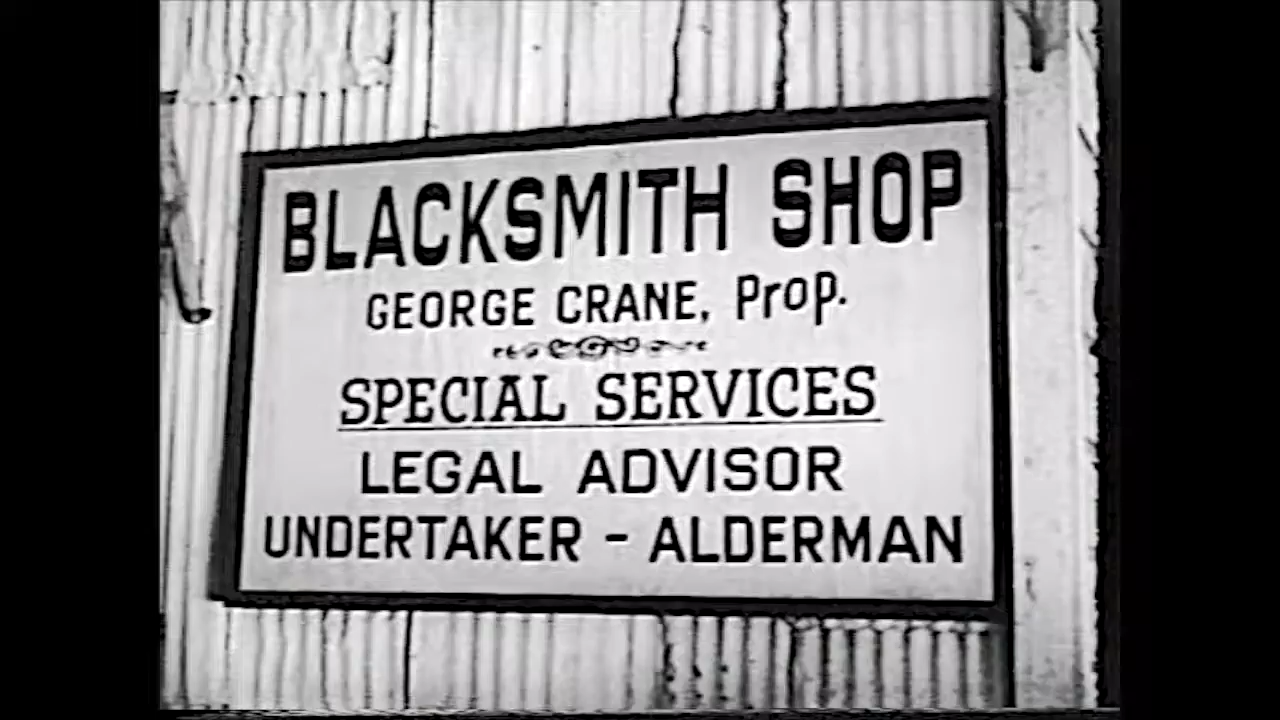 BLACKSMITH SHOP
GEORGE CRANE, Prop.
SPECIAL SERVICES
LEGAL ADVISOR
UNDERTAKER - ALDERMAN